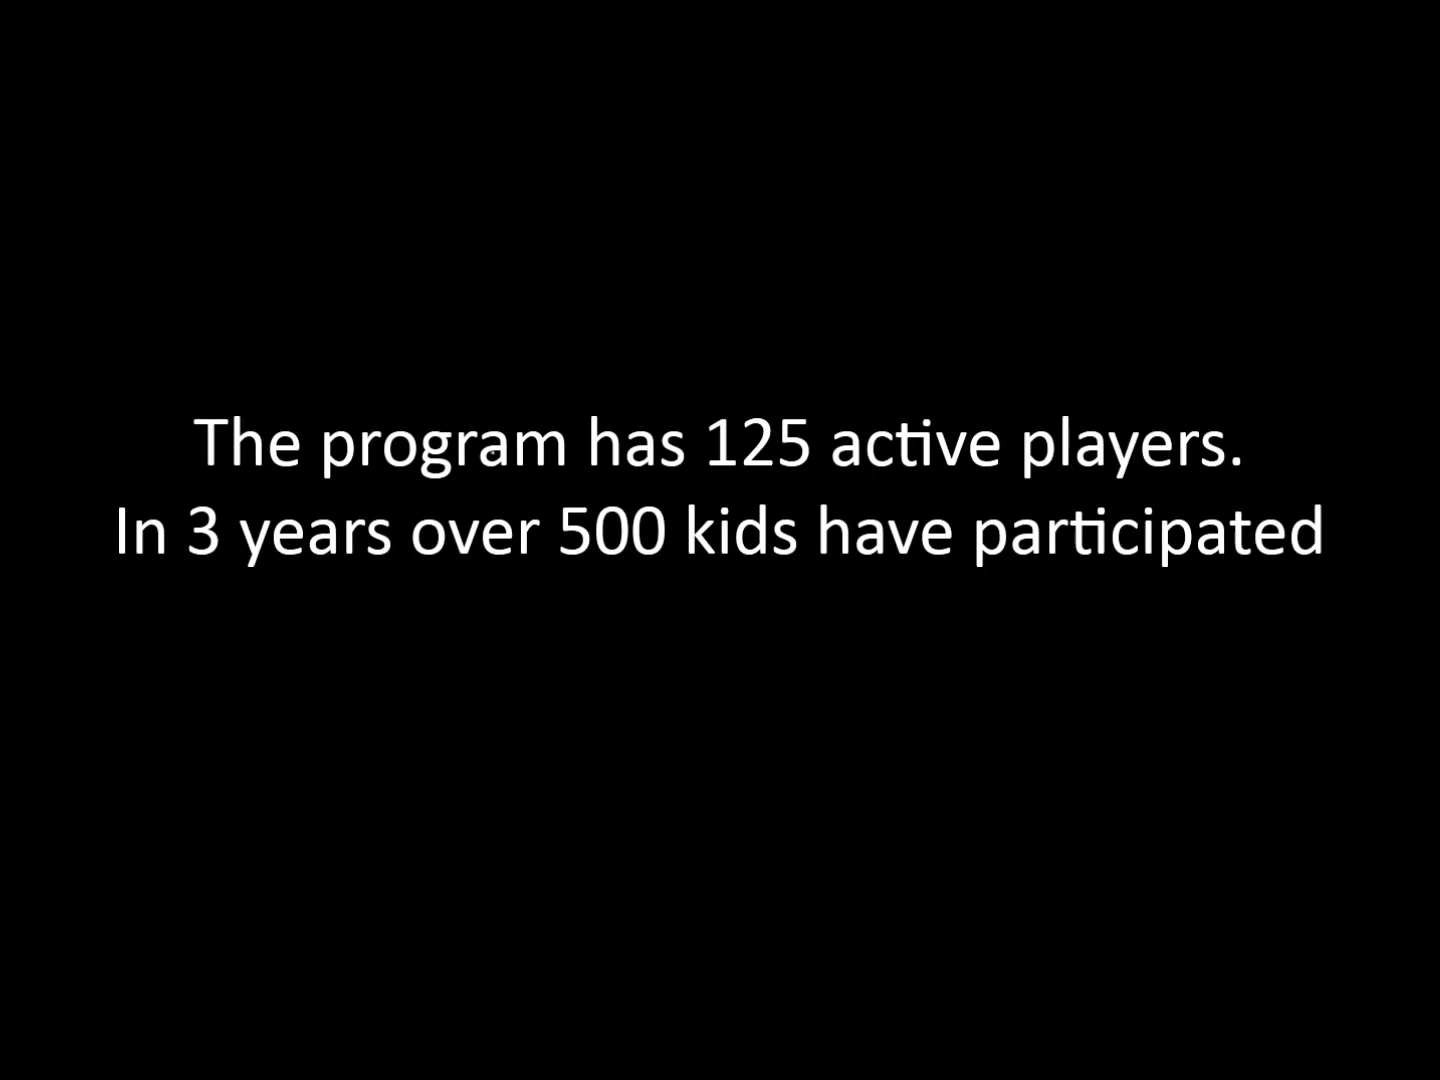 The program has 125 active players.
In 3 years over 500 kids have participated